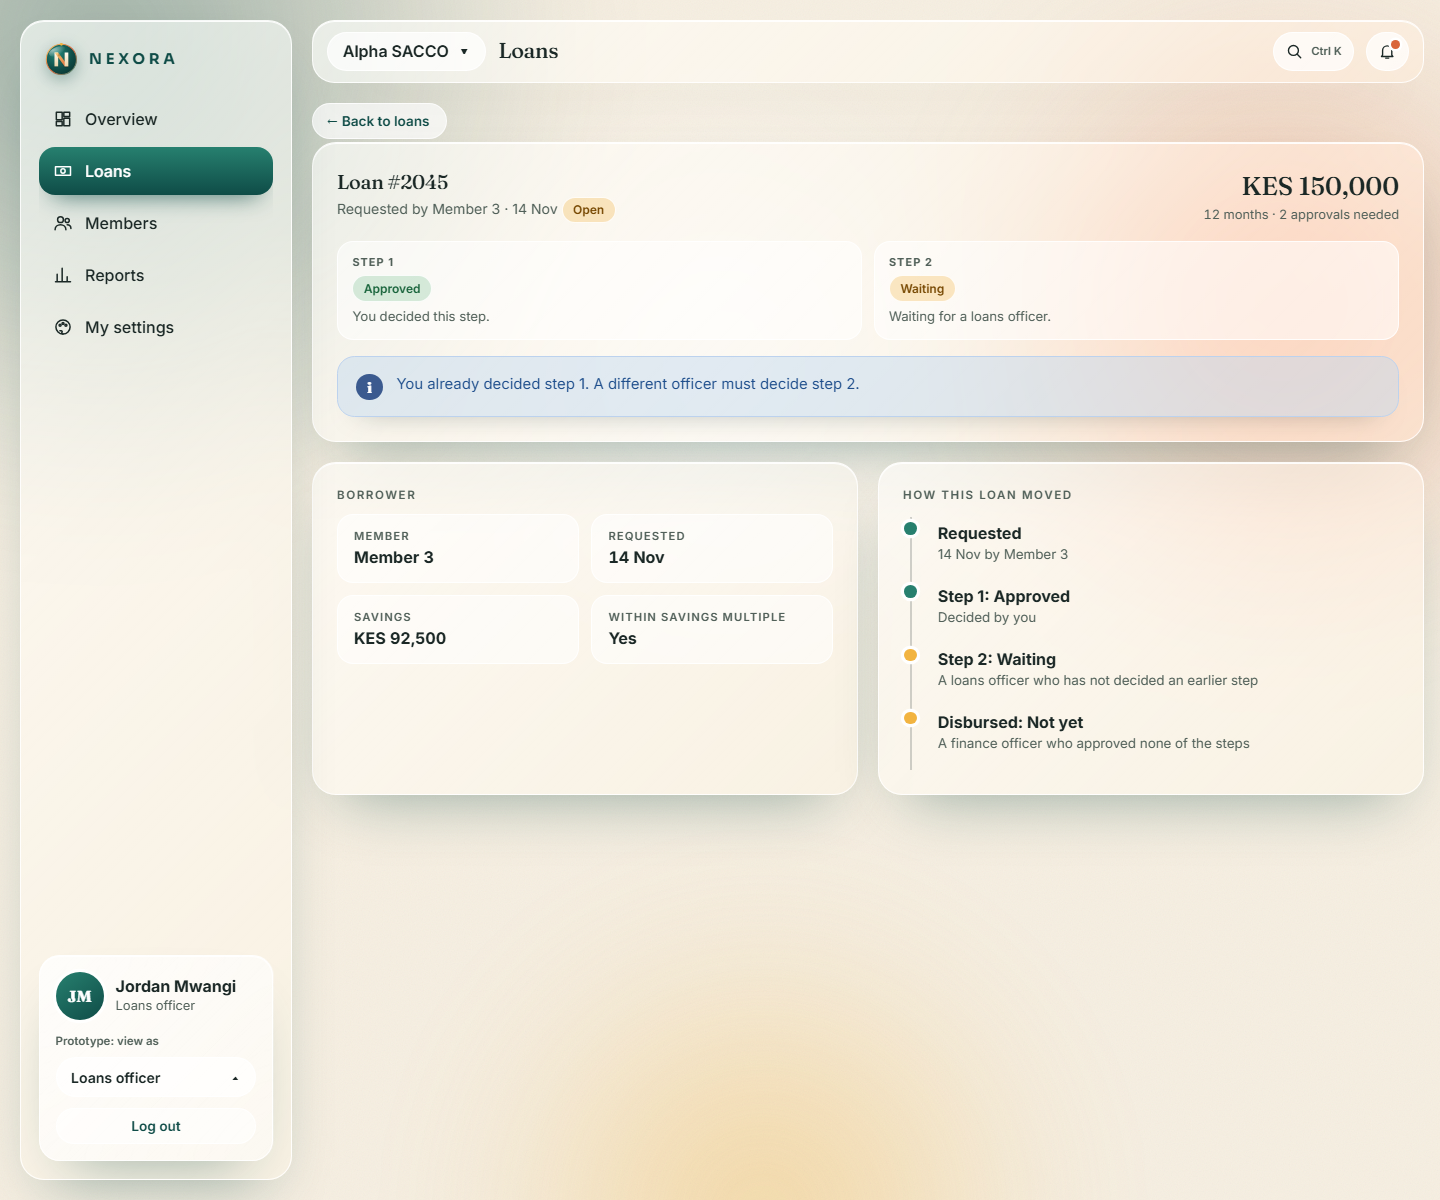 N NEXORA
Overview
Loans
Members
Reports
My settings
Jordan Mwangi
JM
Loans officer
Prototype: view as
Loans officer
Log out
Alpha SACCO ▼ Loans
Ctrl K
← Back to loans
Loan #2045
Requested by Member 3 · 14 Nov Open
KES 150,000
12 months · 2 approvals needed
STEP 1
Approved
You decided this step.
STEP 2
Waiting
Waiting for a loans officer.
i You already decided step 1. A different officer must decide step 2.
BORROWER
MEMBER
Member 3
REQUESTED
14 Nov
SAVINGS
KES 92,500
WITHIN SAVINGS MULTIPLE
Yes
HOW THIS LOAN MOVED
Requested
14 Nov by Member 3
Step 1: Approved
Decided by you
Step 2: Waiting
A loans officer who has not decided an earlier step
Disbursed: Not yet
A finance officer who approved none of the steps